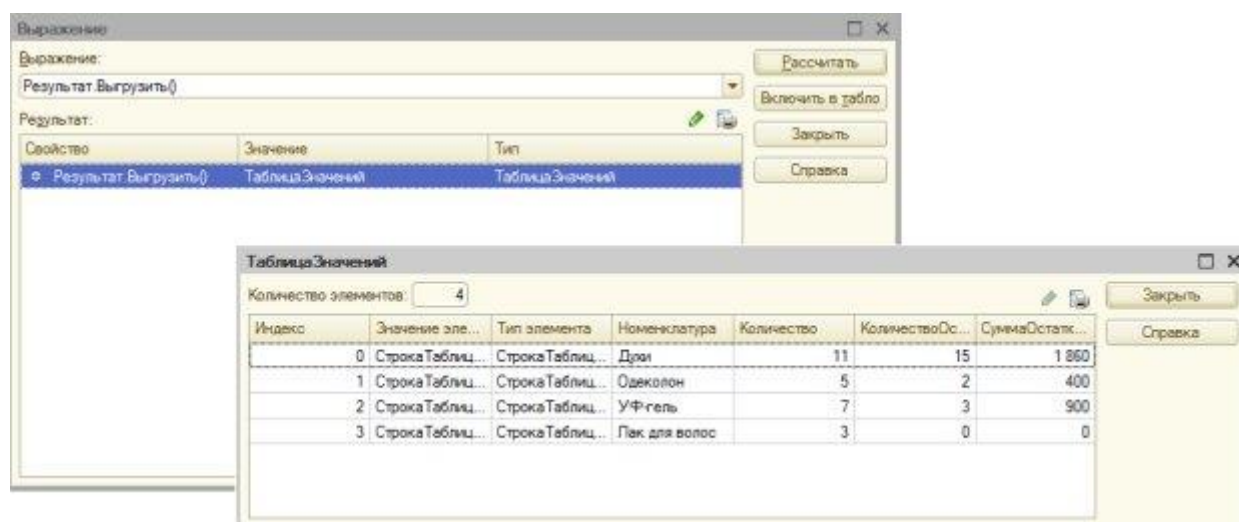 Выражение
Выражение:
Рассчитать
Результат.Выгрузить()
Включить в табло
Результат:
Закрыть
Свойство Значение Тип
Результат.Выгрузить() ТаблицаЗначений ТаблицаЗначений
Справка
ТаблицаЗначений
Количество элементов: 4
Закрыть
Индекс Значение эле... Тип элемента Номенклатура Количество КоличествоОс... СуммаОстатк...
Справка
0 СтрокаТаблиц... СтрокаТаблиц... Духи 11 15 1 860
1 СтрокаТаблиц... СтрокаТаблиц... Одеколон 5 2 400
2 СтрокаТаблиц... СтрокаТаблиц... УФ-гель 7 3 900
3 СтрокаТаблиц... СтрокаТаблиц... Лак для волос 3 0 0